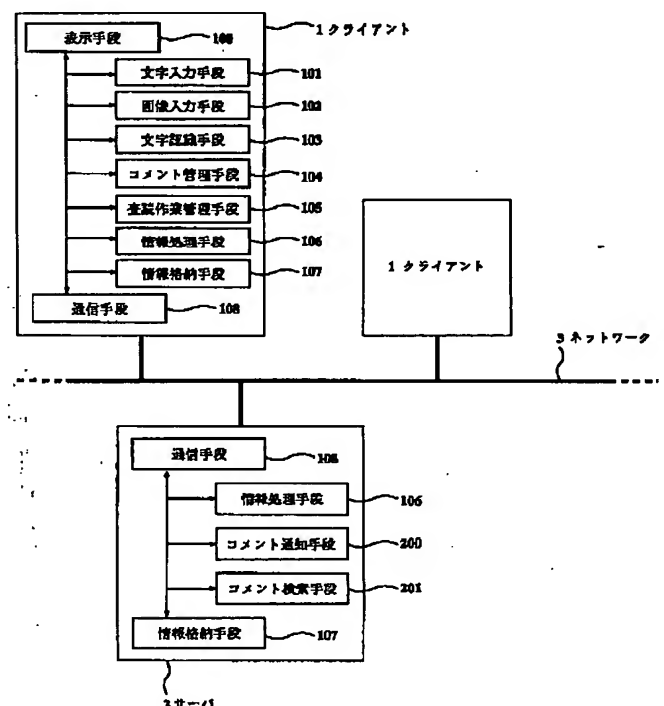 表示手段 100
1 クライアント
文字入力手段 101
画像入力手段 102
文字認識手段 103
コメント管理手段 104
査読作業管理手段 105
情報処理手段 106
情報格納手段 107
通信手段 108
1 クライアント
3 ネットワーク
通信手段 108
情報処理手段 106
コメント通知手段 200
コメント検索手段 201
情報格納手段 107
2 サーバ